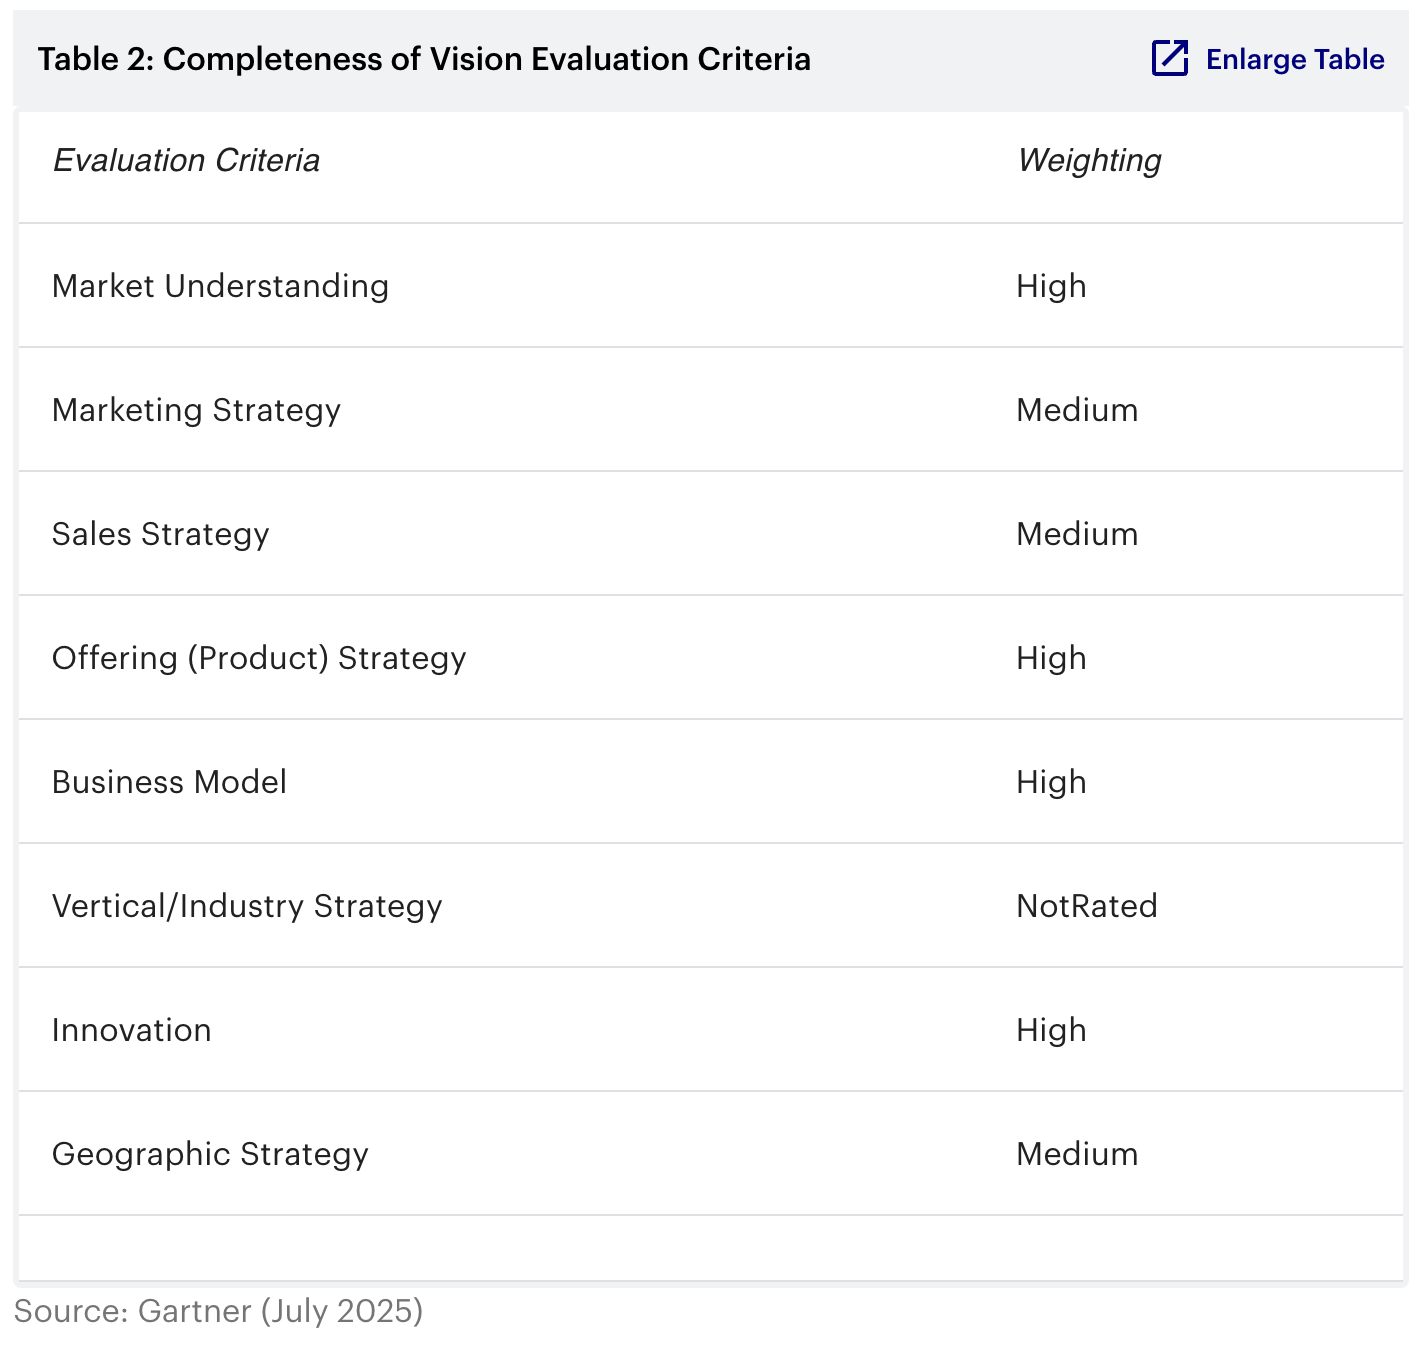 Table 2: Completeness of Vision Evaluation Criteria Enlarge Table
Evaluation Criteria Weighting
Market Understanding High
Marketing Strategy Medium
Sales Strategy Medium
Offering (Product) Strategy High
Business Model High
Vertical/Industry Strategy NotRated
Innovation High
Geographic Strategy Medium
Source: Gartner (July 2025)